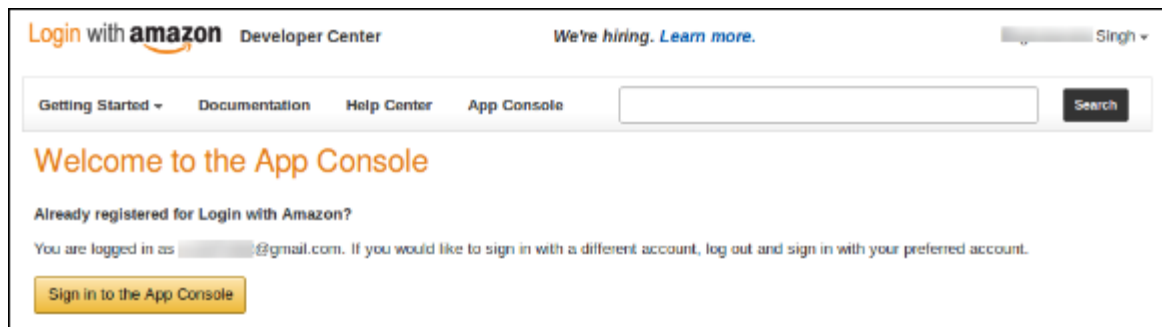 Login with amazon Developer Center We're hiring. Learn more. Singh
Getting Started Documentation Help Center App Console Search
Welcome to the App Console
Already registered for Login with Amazon?
You are logged in as @gmail.com. If you would like to sign in with a different account, log out and sign in with your preferred account.
Sign in to the App Console